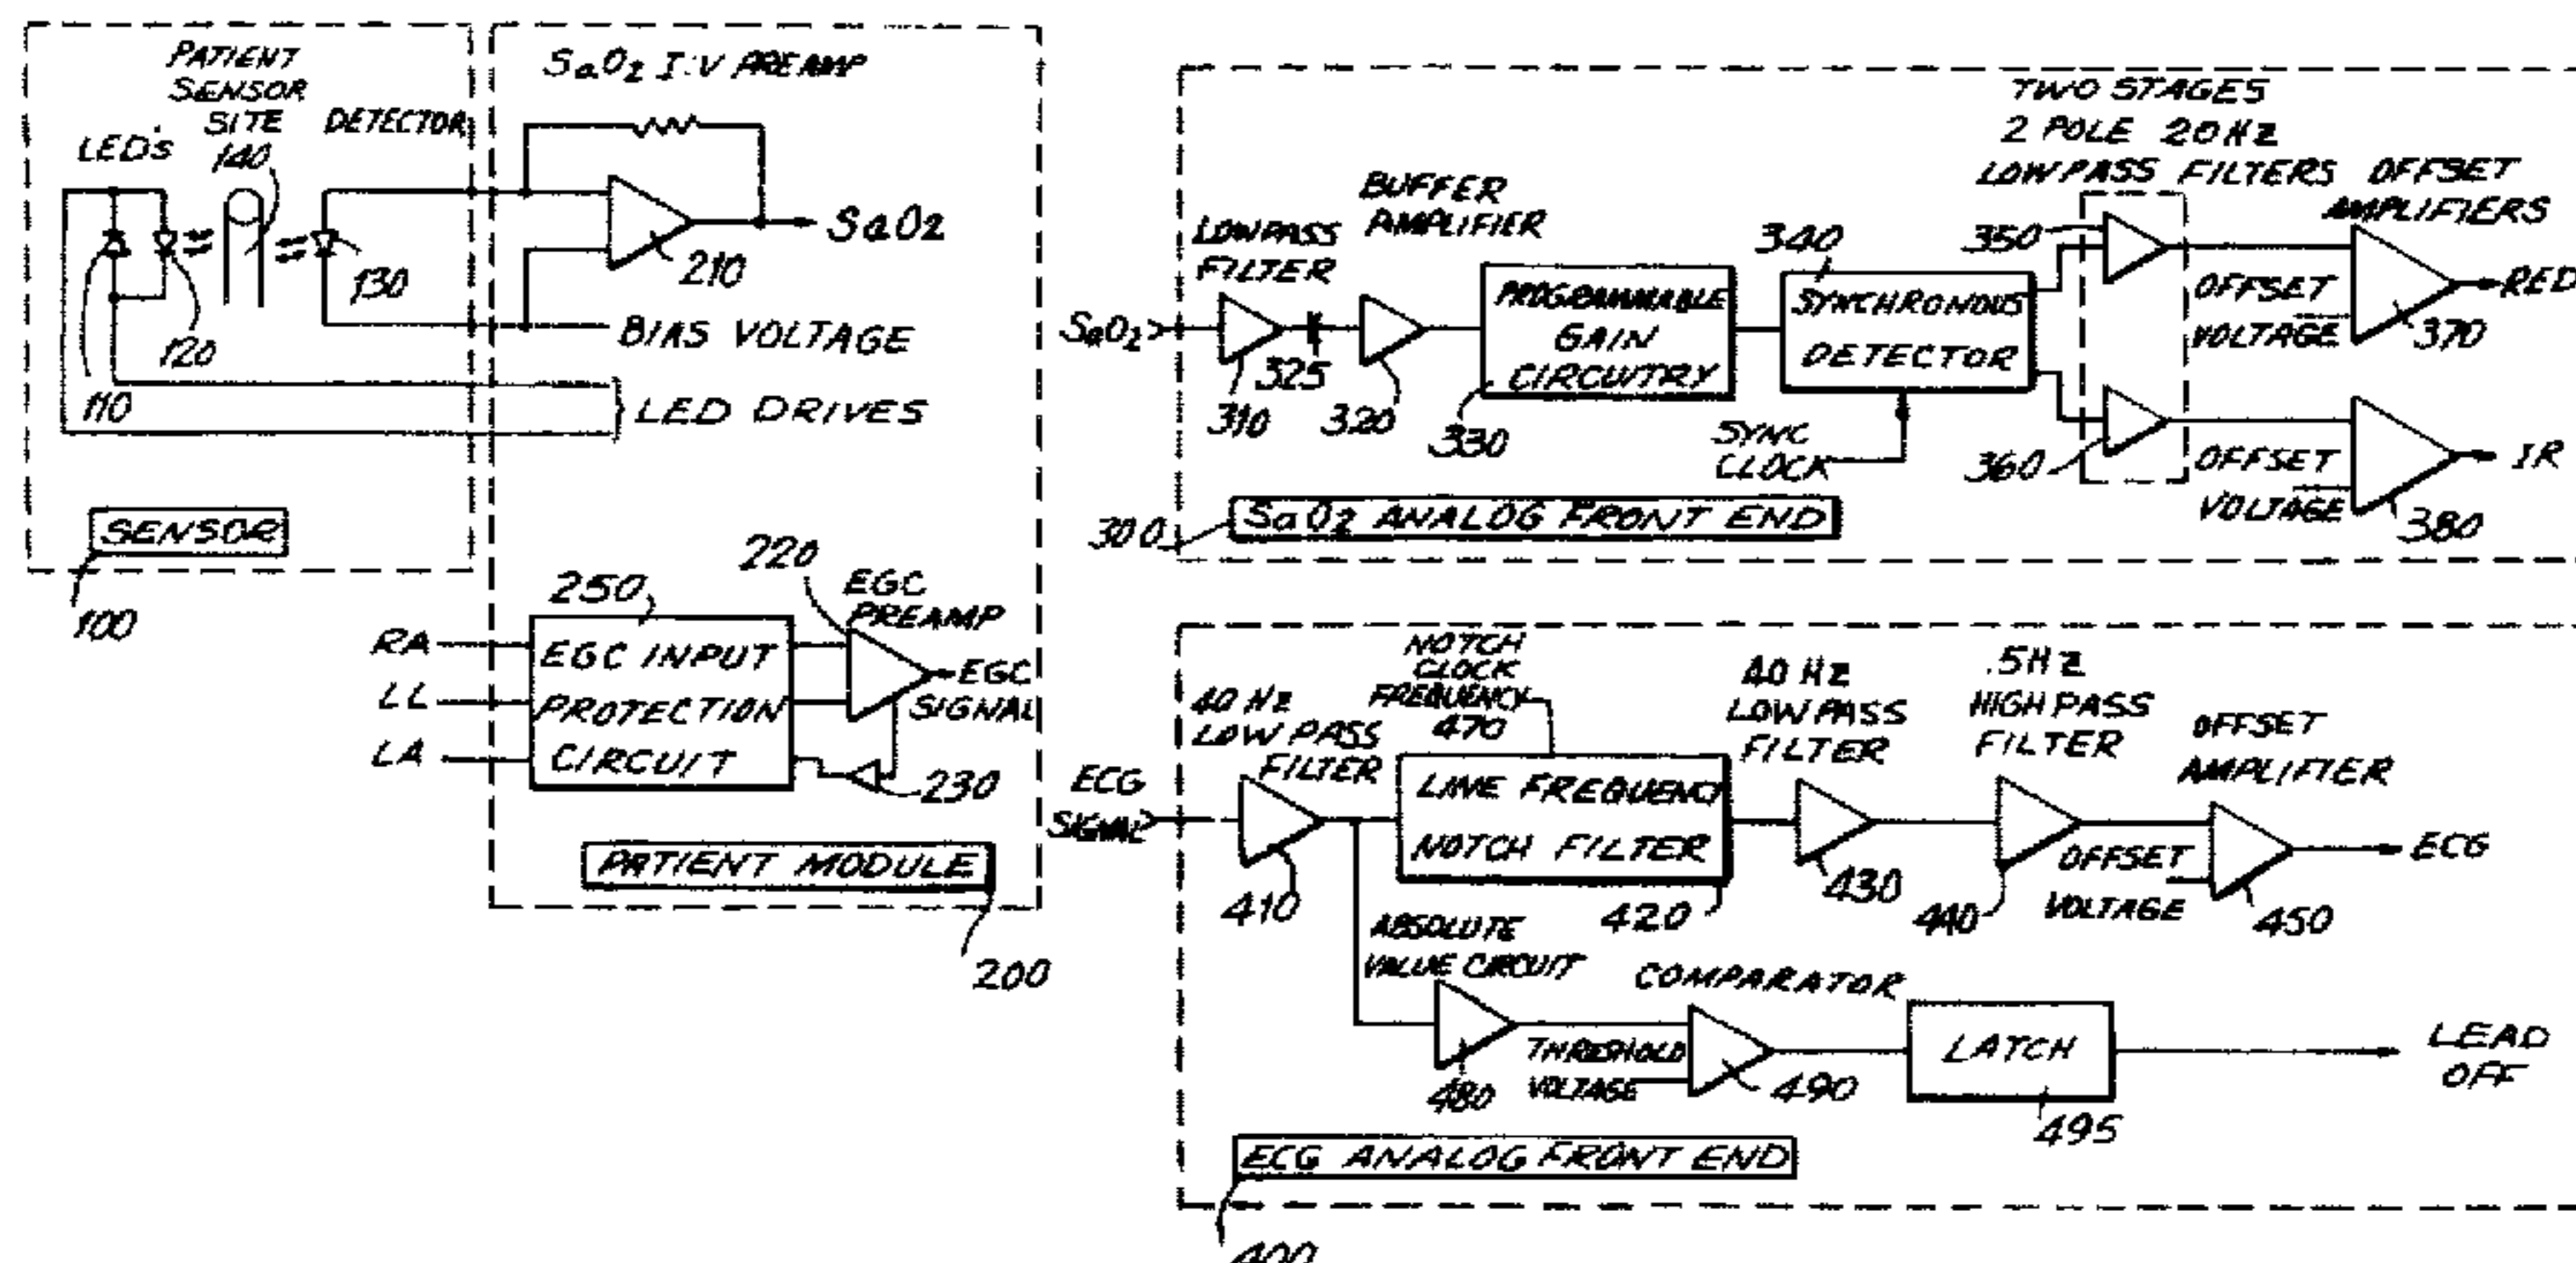 PATIENT
SENSOR
SITE
LED's
140
DETECTOR
110
120
130
SENSOR
100
SaO2 I:V PREAMP
SaO2
210
BIAS VOLTAGE
LED DRIVES
220
EGC
PREAMP
250
RA
LL
LA
EGC INPUT
PROTECTION
CIRCUIT
EGC
SIGNAL
230
PATIENT MODULE
200
TWO STAGES
2 POLE 20 HZ
LOW PASS FILTERS
OFFSET
AMPLIFIERS
SaO2
LOW PASS
FILTER
310
325
BUFFER
AMPLIFIER
320
PROGRAMMABLE
GAIN
CIRCUITRY
330
340
SYNCHRONOUS
DETECTOR
SYNC
CLOCK
350
360
OFFSET
VOLTAGE
370
RED
OFFSET
VOLTAGE
380
IR
300
SaO2 ANALOG FRONT END
ECG
SIGNAL
40 HZ
LOW PASS
FILTER
410
NOTCH
CLOCK
FREQUENCY
470
LINE FREQUENCY
NOTCH FILTER
420
40 HZ
LOW PASS
FILTER
430
.5HZ
HIGH PASS
FILTER
440
OFFSET
AMPLIFIER
OFFSET
VOLTAGE
450
ECG
ABSOLUTE
VALUE CIRCUIT
480
COMPARATOR
THRESHOLD
VOLTAGE
490
LATCH
495
LEAD
OFF
ECG ANALOG FRONT END
400